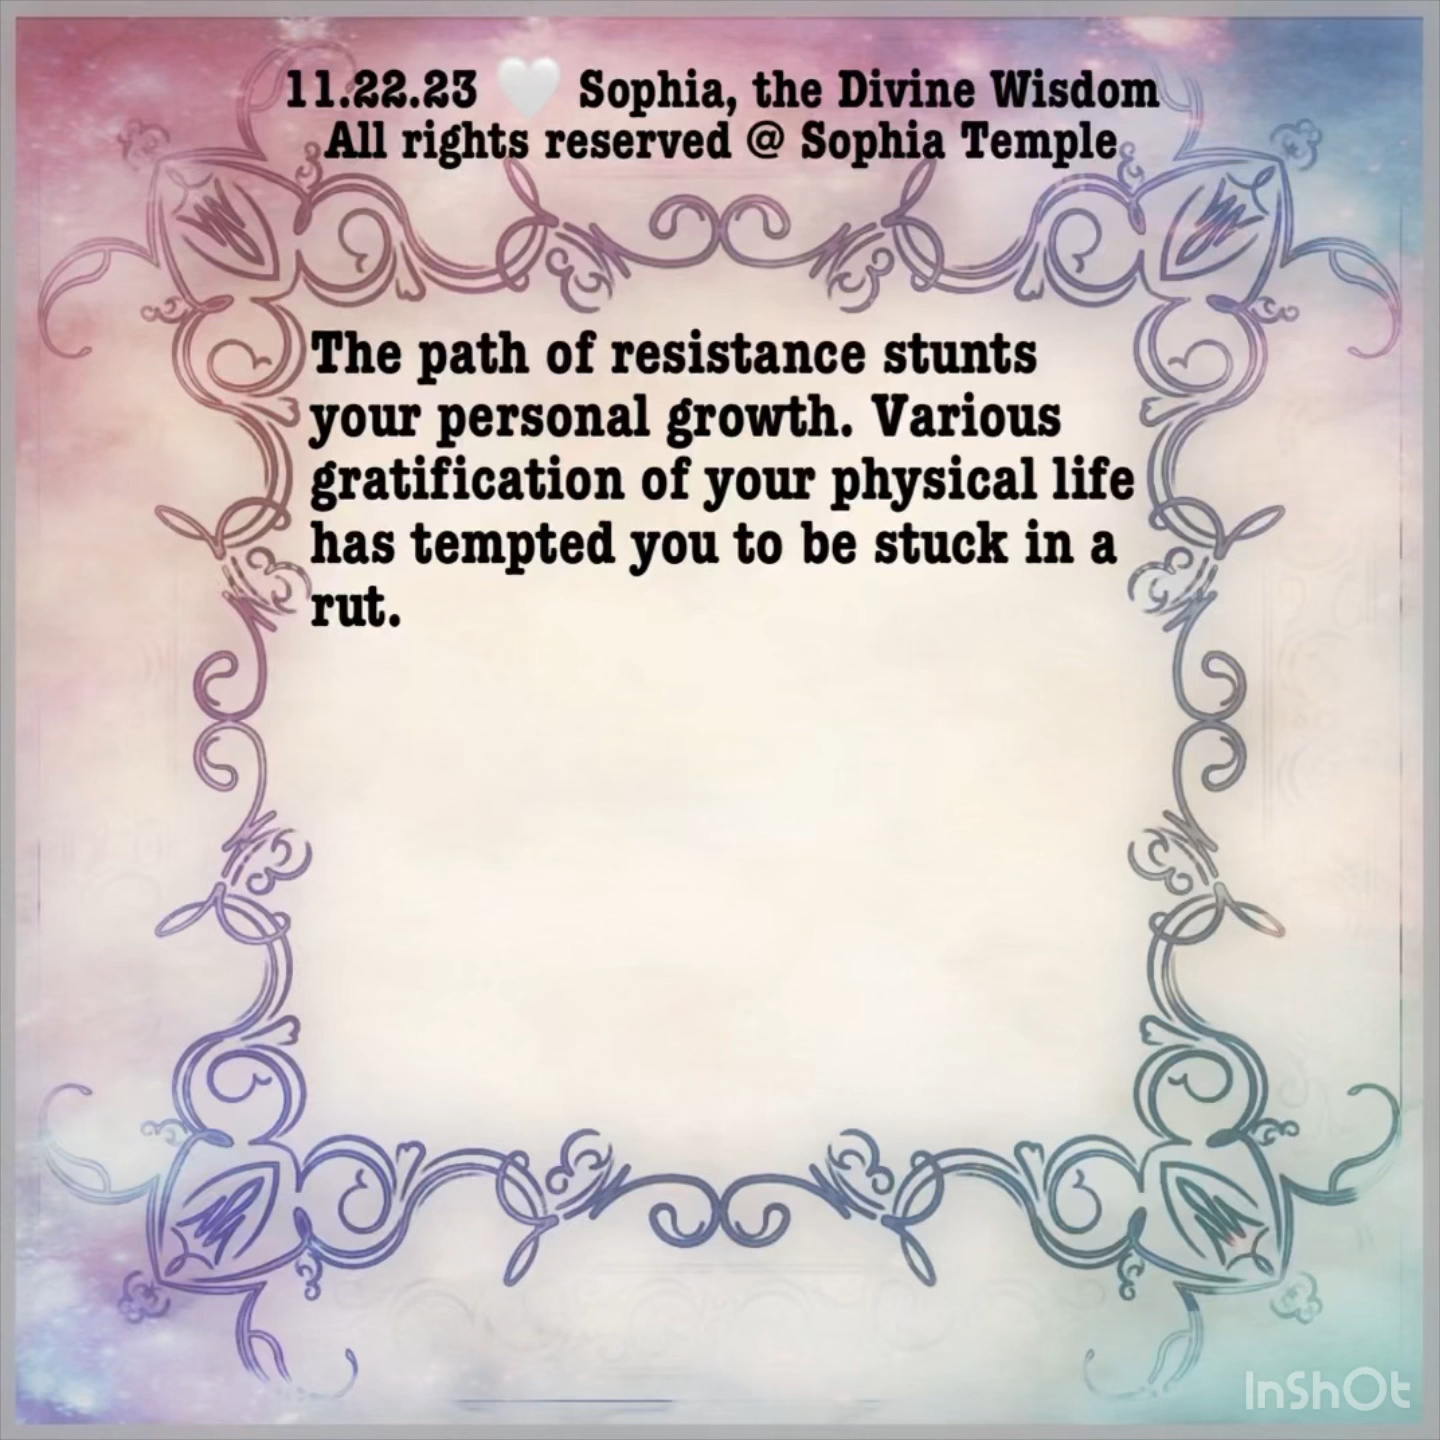 11.22.23 🤍 Sophia, the Divine Wisdom
All rights reserved @ Sophia Temple
The path of resistance stunts
your personal growth. Various
gratification of your physical life
has tempted you to be stuck in a
rut.
InShOt